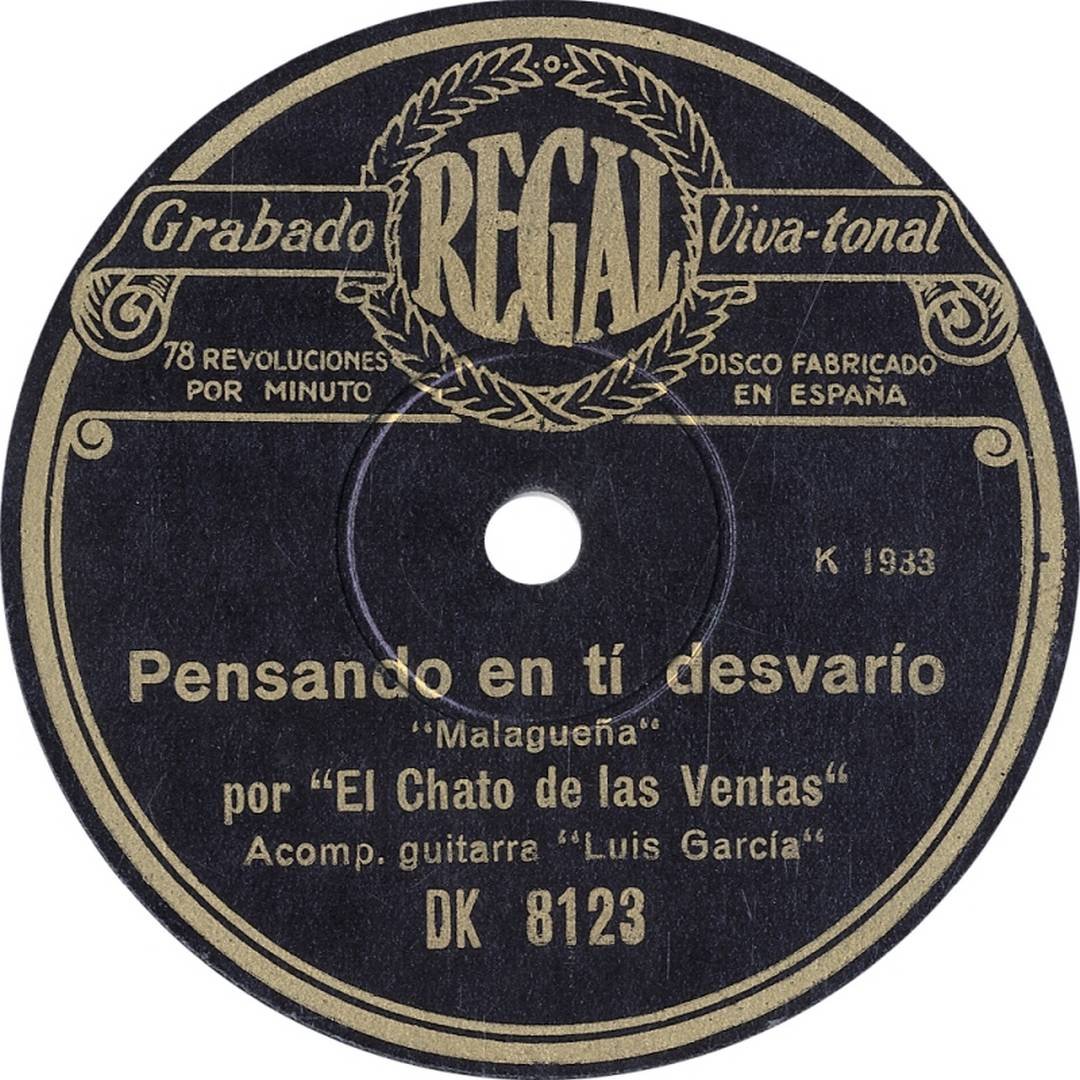 REGAL
Grabado Viva-tonal
78 REVOLUCIONES
POR MINUTO
DISCO FABRICADO
EN ESPAÑA
K 1933
Pensando en tí desvarío
“Malagueña“
por “El Chato de las Ventas“
Acomp. guitarra “Luis García“
DK 8123